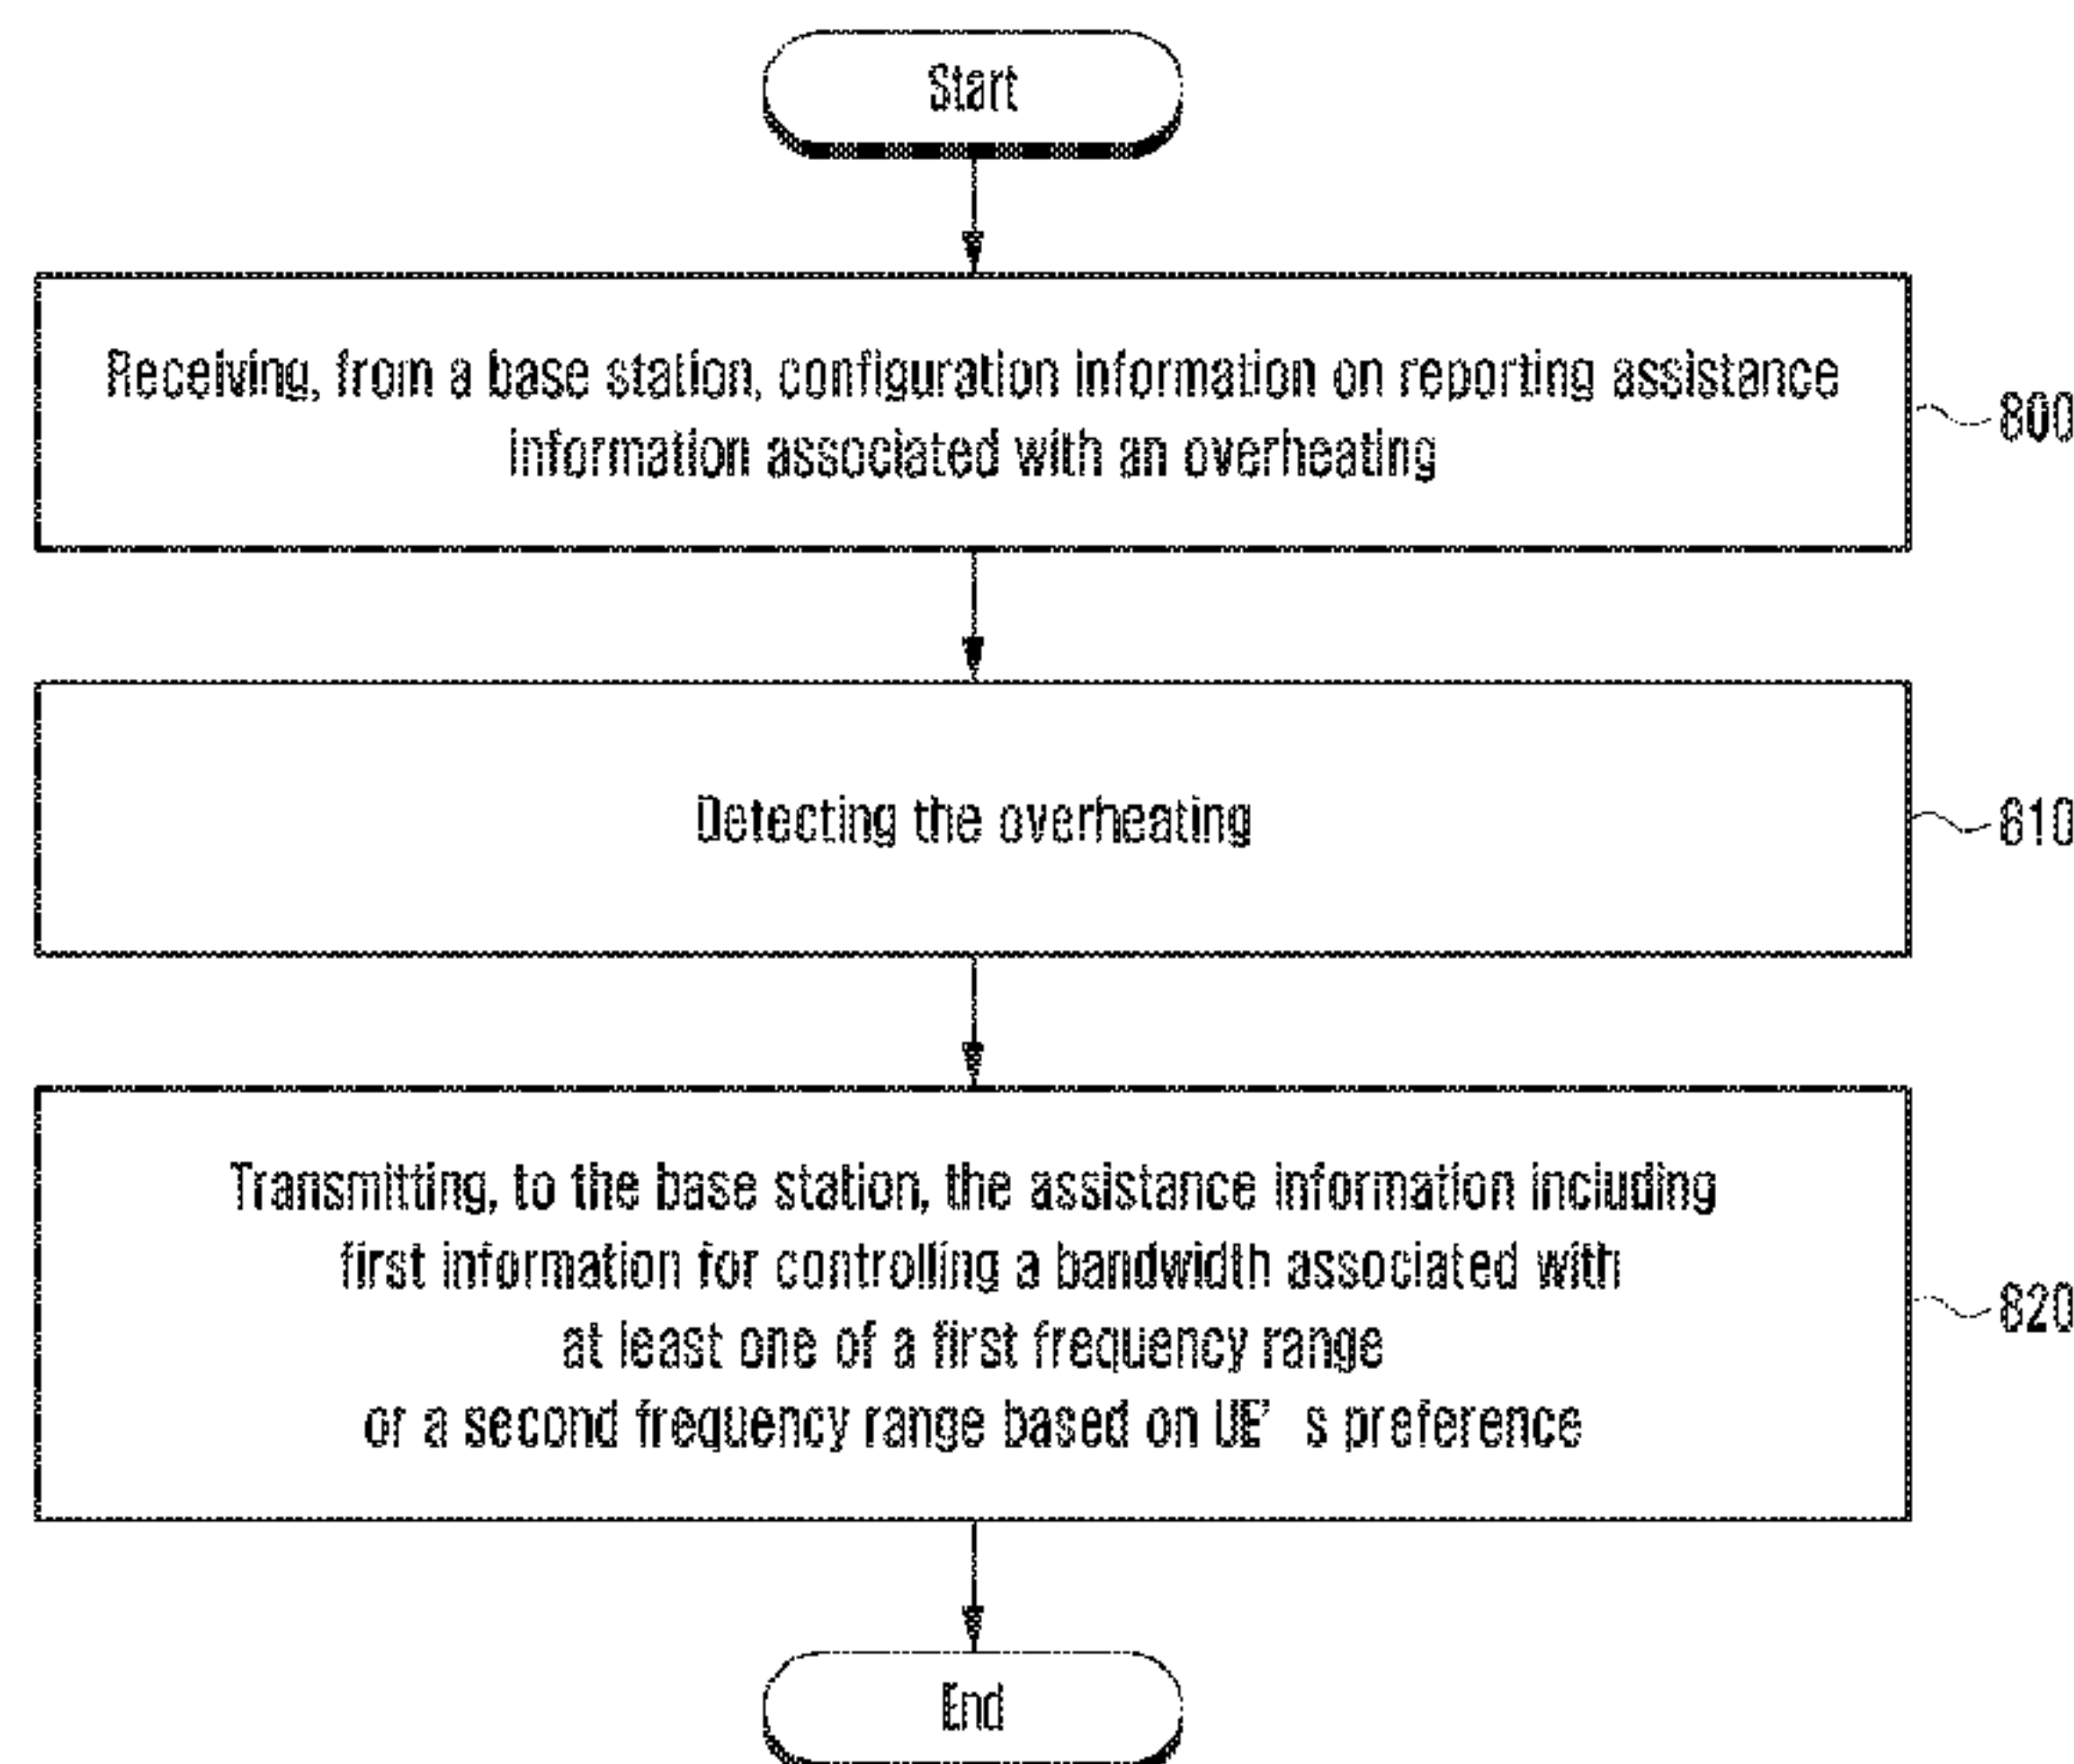 Start
Receiving, from a base station, configuration information on reporting assistance
information associated with an overheating
800
Detecting the overheating
810
Transmitting, to the base station, the assistance information including
first information for controlling a bandwidth associated with
at least one of a first frequency range
or a second frequency range based on UE's preference
820
End